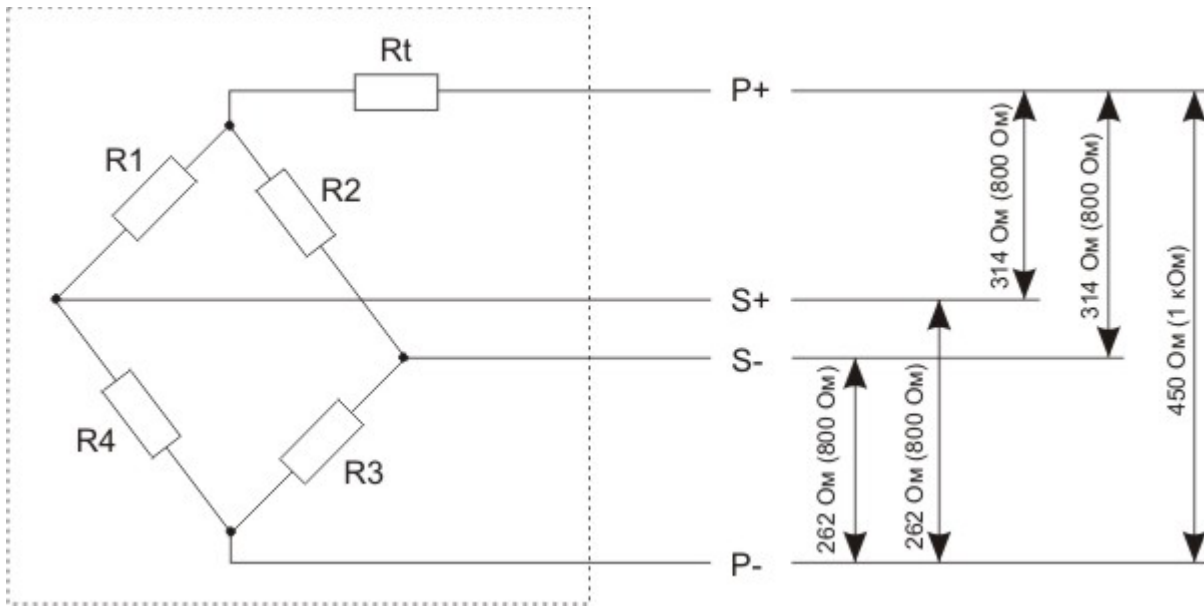 Rt
P+
R1
R2
314 Ом (800 Ом)
314 Ом (800 Ом)
450 Ом (1 кОм)
S+
S-
R4
R3
262 Ом (800 Ом)
262 Ом (800 Ом)
P-